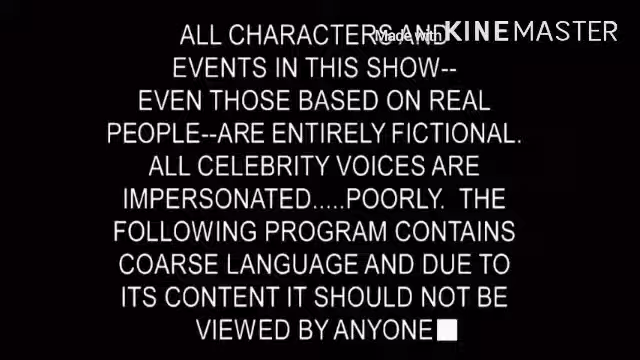 Made with KINEMASTER
ALL CHARACTERS AND
EVENTS IN THIS SHOW--
EVEN THOSE BASED ON REAL
PEOPLE--ARE ENTIRELY FICTIONAL.
ALL CELEBRITY VOICES ARE
IMPERSONATED.....POORLY. THE
FOLLOWING PROGRAM CONTAINS
COARSE LANGUAGE AND DUE TO
ITS CONTENT IT SHOULD NOT BE
VIEWED BY ANYONE